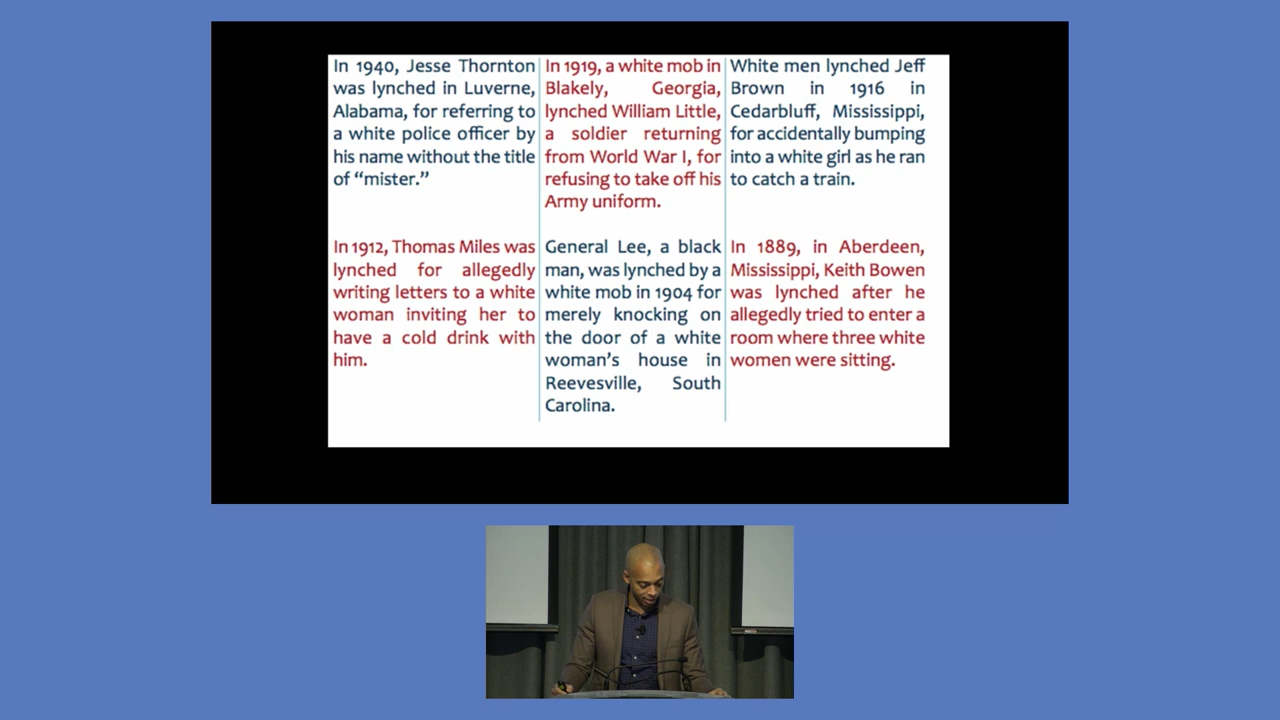 In 1940, Jesse Thornton
was lynched in Luverne,
Alabama, for referring to
a white police officer by
his name without the title
of “mister.”
In 1919, a white mob in
Blakely, Georgia,
lynched William Little,
a soldier returning
from World War I, for
refusing to take off his
Army uniform.
White men lynched Jeff
Brown in 1916 in
Cedarbluff, Mississippi,
for accidentally bumping
into a white girl as he ran
to catch a train.
In 1912, Thomas Miles was
lynched for allegedly
writing letters to a white
woman inviting her to
have a cold drink with
him.
General Lee, a black
man, was lynched by a
white mob in 1904 for
merely knocking on
the door of a white
woman’s house in
Reevesville, South
Carolina.
In 1889, in Aberdeen,
Mississippi, Keith Bowen
was lynched after he
allegedly tried to enter a
room where three white
women were sitting.